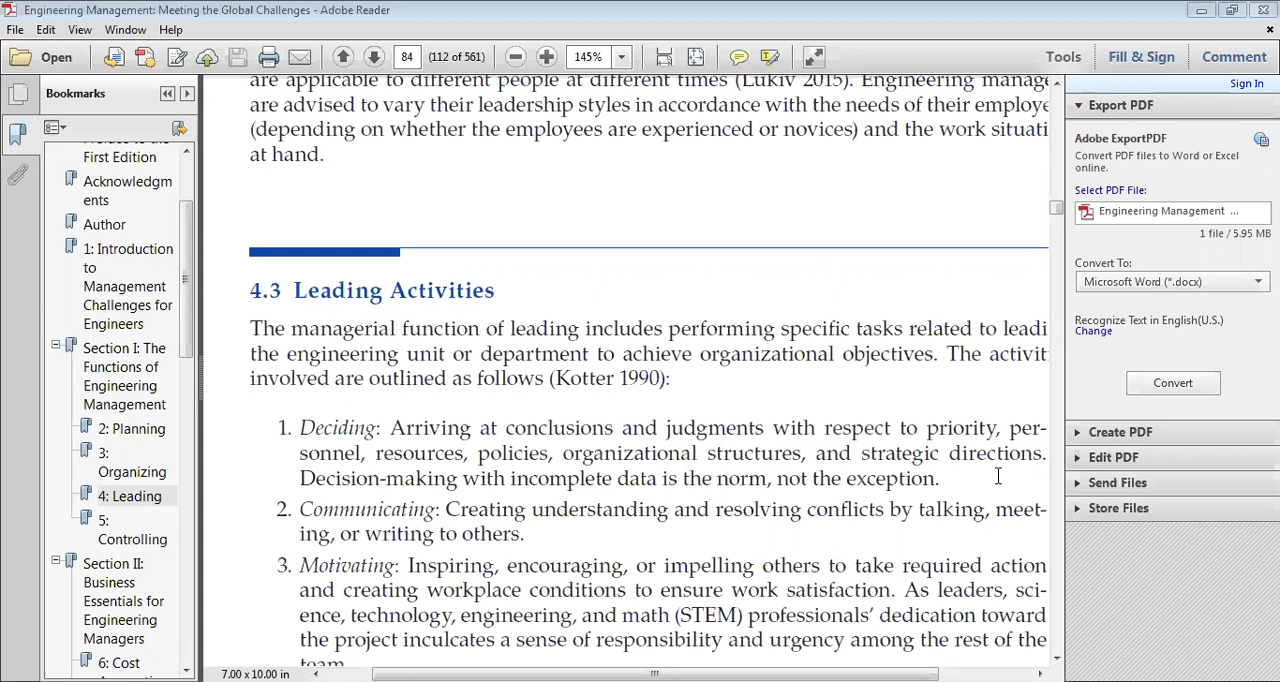 Engineering Management: Meeting the Global Challenges - Adobe Reader
File Edit View Window Help
Open 84 (112 of 561) 145% Tools Fill & Sign Comment
Sign In
Bookmarks
First Edition
Acknowledgm
ents
Author
1: Introduction
to
Management
Challenges for
Engineers
Section I: The
Functions of
Engineering
Management
2: Planning
3:
Organizing
4: Leading
5:
Controlling
Section II:
Business
Essentials for
Engineering
Managers
6: Cost
are applicable to different people at different times (Lukiv 2015). Engineering manage
are advised to vary their leadership styles in accordance with the needs of their employe
(depending on whether the employees are experienced or novices) and the work situati
at hand.
4.3 Leading Activities
The managerial function of leading includes performing specific tasks related to leadi
the engineering unit or department to achieve organizational objectives. The activit
involved are outlined as follows (Kotter 1990):
1. Deciding: Arriving at conclusions and judgments with respect to priority, per-
sonnel, resources, policies, organizational structures, and strategic directions.
Decision-making with incomplete data is the norm, not the exception.
2. Communicating: Creating understanding and resolving conflicts by talking, meet-
ing, or writing to others.
3. Motivating: Inspiring, encouraging, or impelling others to take required action
and creating workplace conditions to ensure work satisfaction. As leaders, sci-
ence, technology, engineering, and math (STEM) professionals' dedication toward
the project inculcates a sense of responsibility and urgency among the rest of the
team.
7.00 x 10.00 in
Export PDF
Adobe ExportPDF
Convert PDF files to Word or Excel
online.
Select PDF File:
Engineering Management ...
1 file / 5.95 MB
Convert To:
Microsoft Word (*.docx)
Recognize Text in English(U.S.)
Change
Convert
Create PDF
Edit PDF
Send Files
Store Files